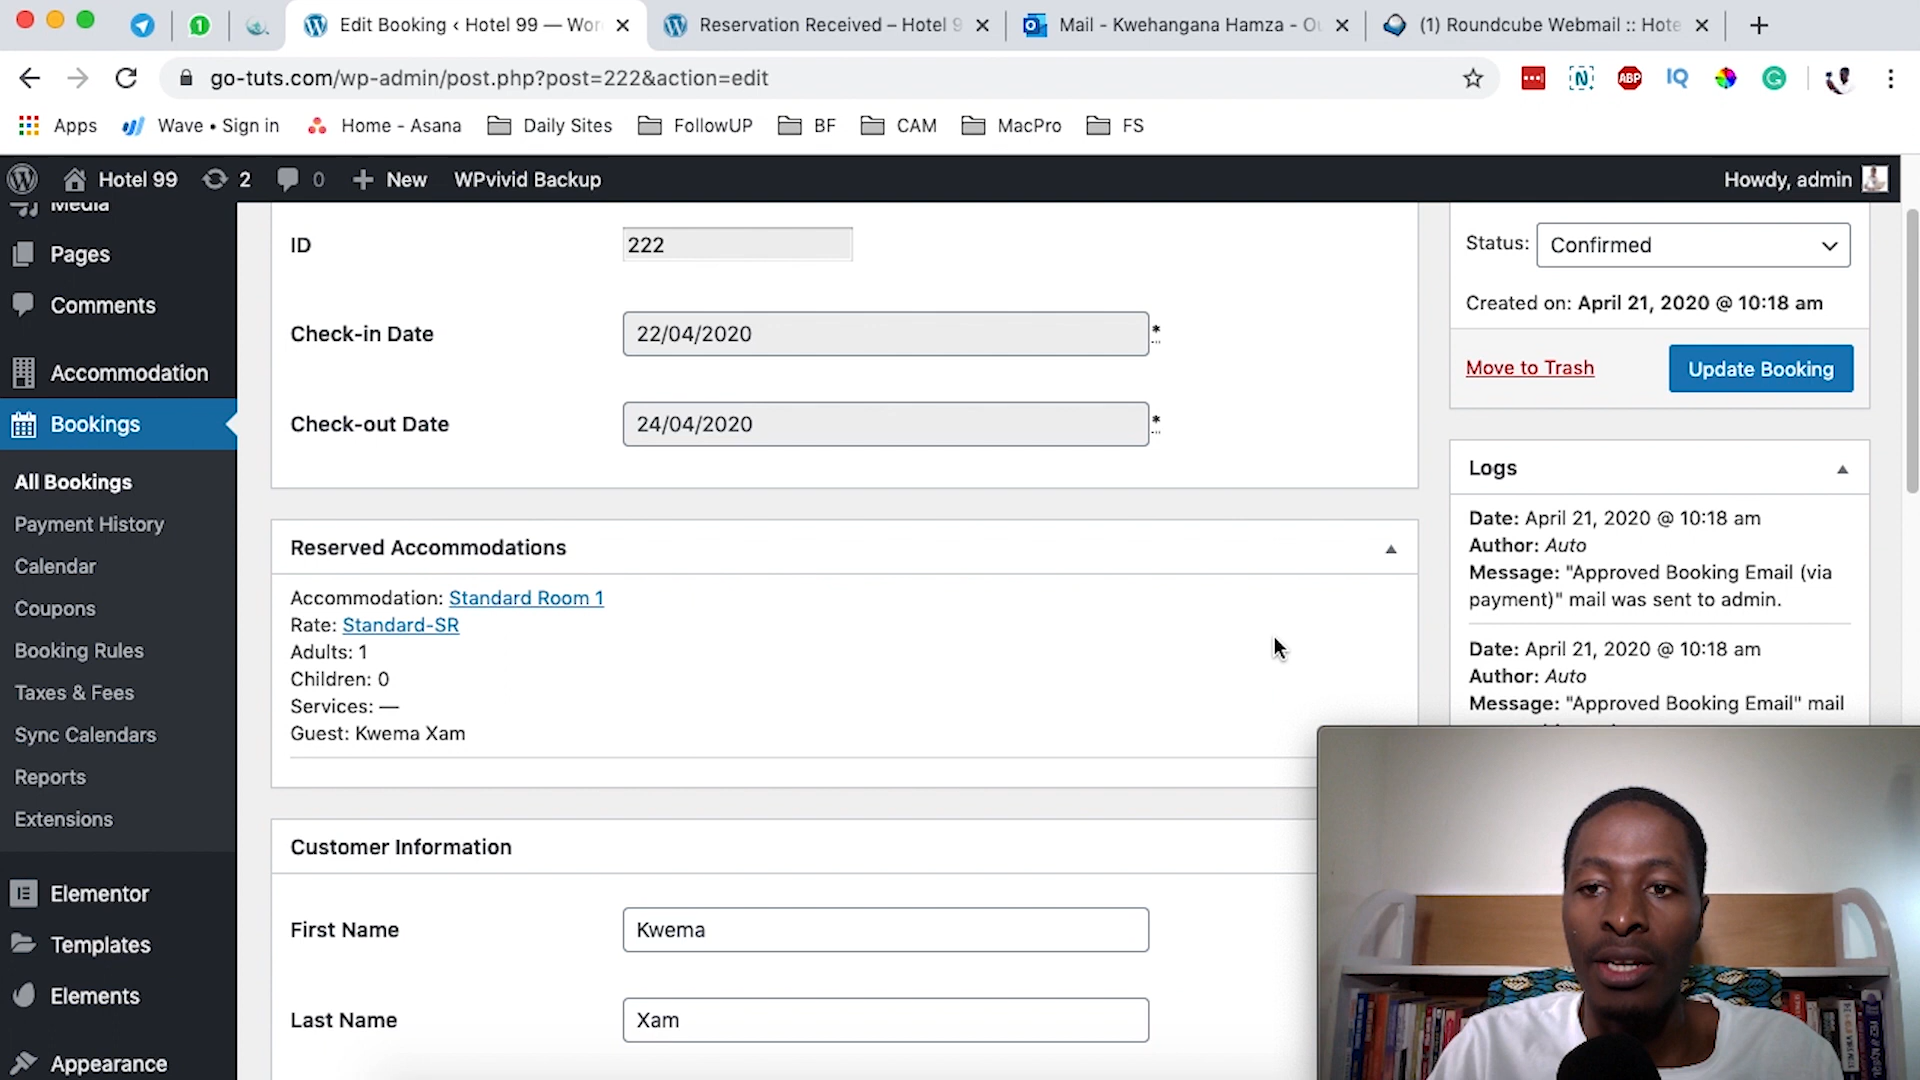 Edit Booking ‹ Hotel 99 — Wor
Reservation Received – Hotel 9
Mail - Kwehangana Hamza - Ou
(1) Roundcube Webmail :: Hote
go-tuts.com/wp-admin/post.php?post=222&action=edit
ABP
IQ
Apps
Wave • Sign in
Home - Asana
Daily Sites
FollowUP
BF
CAM
MacPro
FS
Hotel 99
2
0
New
WPvivid Backup
Howdy, admin
Media
Pages
Comments
Accommodation
Bookings
All Bookings
Payment History
Calendar
Coupons
Booking Rules
Taxes & Fees
Sync Calendars
Reports
Extensions
Elementor
Templates
Elements
Appearance
ID
222
Check-in Date
22/04/2020
*
Check-out Date
24/04/2020
*
Reserved Accommodations
Accommodation: Standard Room 1
Rate: Standard-SR
Adults: 1
Children: 0
Services: —
Guest: Kwema Xam
Customer Information
First Name
Kwema
Last Name
Xam
Status:
Confirmed
Created on: April 21, 2020 @ 10:18 am
Move to Trash
Update Booking
Logs
Date: April 21, 2020 @ 10:18 am
Author: Auto
Message: "Approved Booking Email (via
payment)" mail was sent to admin.
Date: April 21, 2020 @ 10:18 am
Author: Auto
Message: "Approved Booking Email" mail